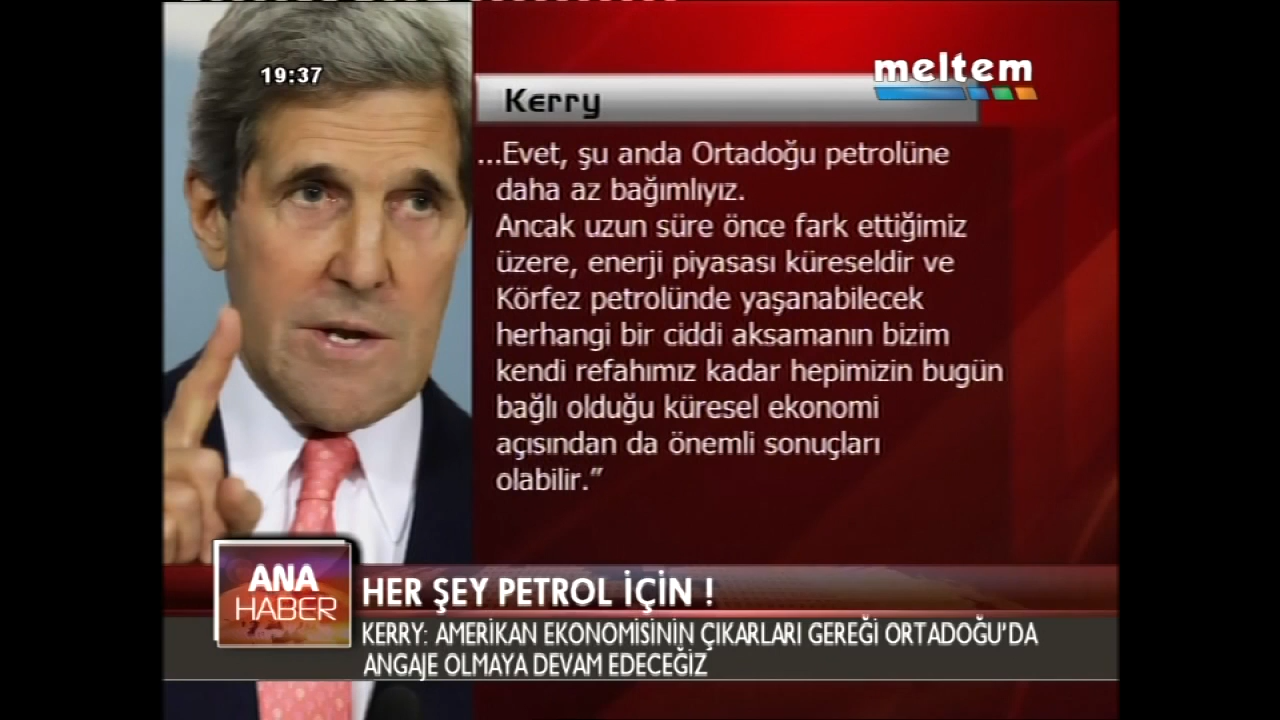 19:37
meltem
Kerry
...Evet, şu anda Ortadoğu petrolüne
daha az bağımlıyız.
Ancak uzun süre önce fark ettiğimiz
üzere, enerji piyasası küreseldir ve
Körfez petrolünde yaşanabilecek
herhangi bir ciddi aksamanın bizim
kendi refahımız kadar hepimizin bugün
bağlı olduğu küresel ekonomi
açısından da önemli sonuçları
olabilir.”
ANA
HABER
HER ŞEY PETROL İÇİN !
KERRY: AMERİKAN EKONOMİSİNİN ÇIKARLARI GEREĞİ ORTADOĞU'DA
ANGAJE OLMAYA DEVAM EDECEĞİZ